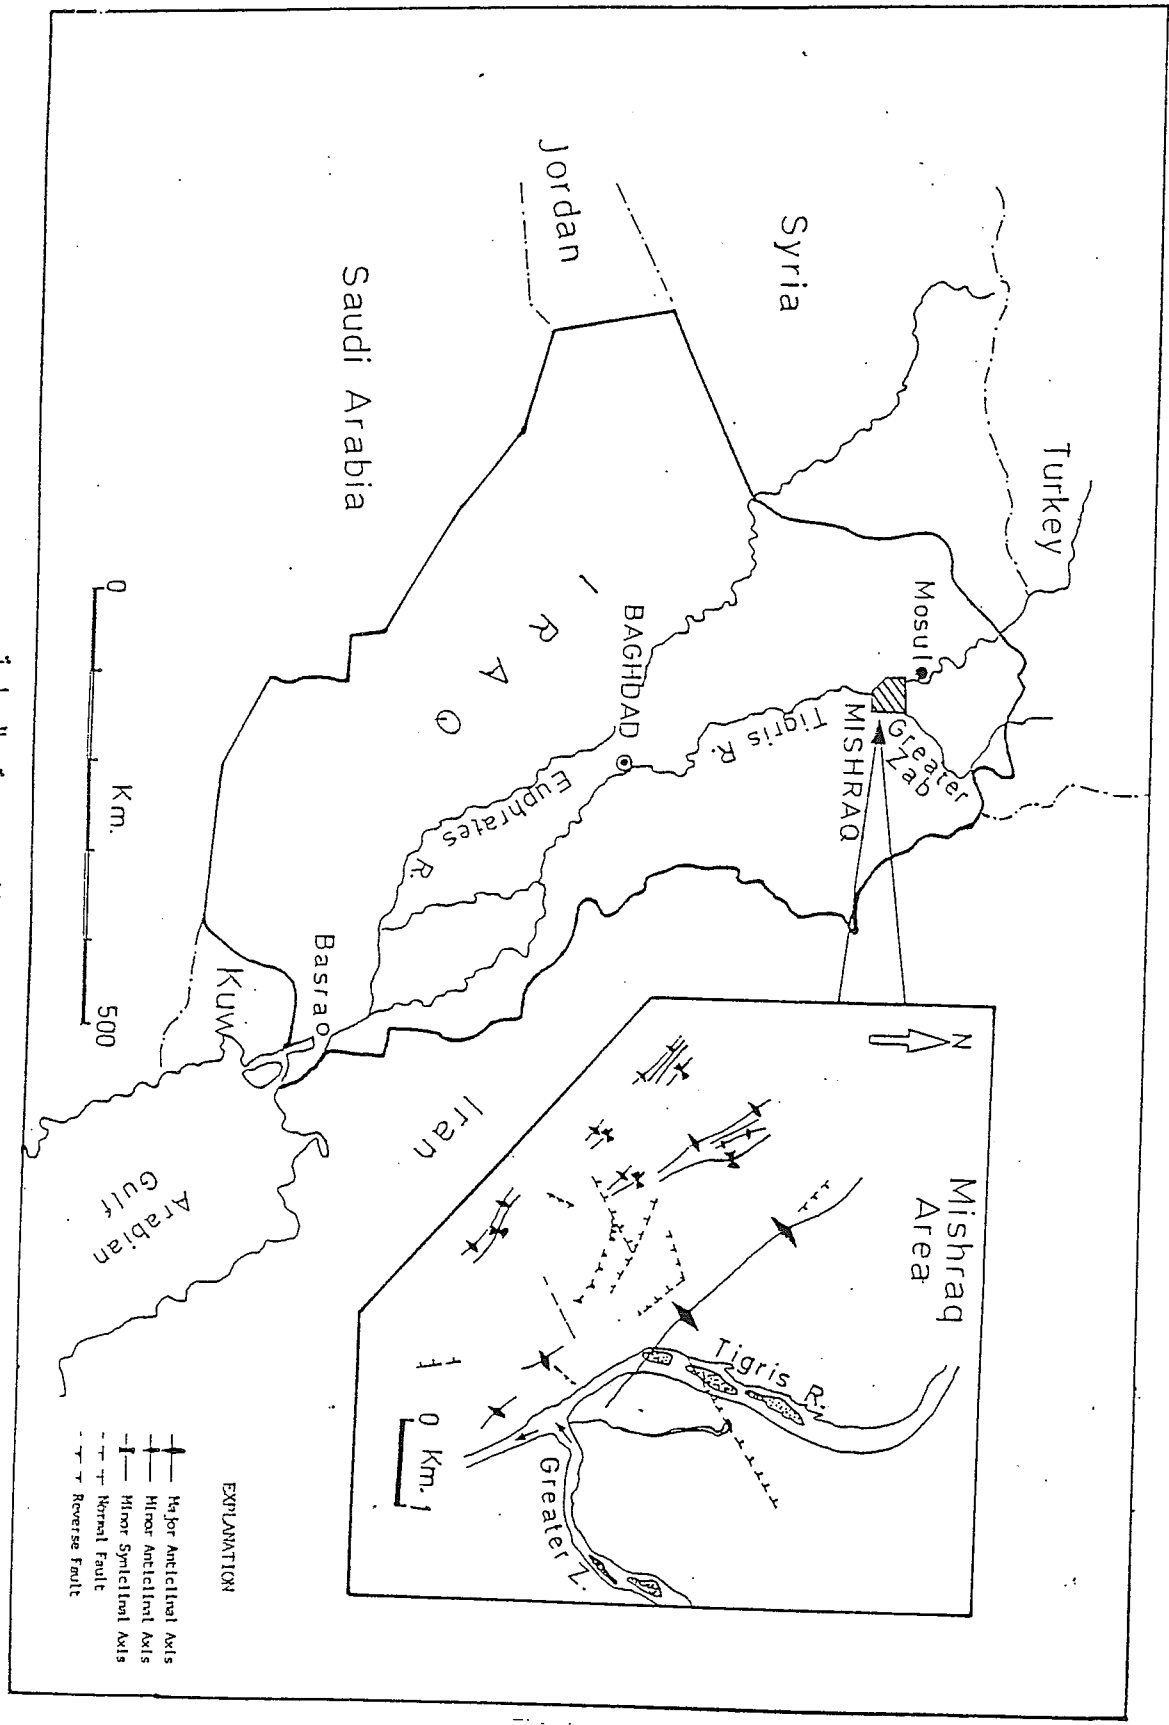 Turkey
Syria
Jordan
Saudi Arabia
Mosul
Greater
Zab
MISHRAQ
Tigris R.
BAGHDAD
IRAQ
Euphrates
R.
Basra
Kuw
Iran
Arabian
Gulf
0
500
Km.
Mishraq
Area
N
Tigris R.
Greater Z.
0
1
Km.
EXPLANATION
Major Anticlinal Axis
Minor Anticlinal Axis
Minor Synclinal Axis
Normal Fault
Reverse Fault